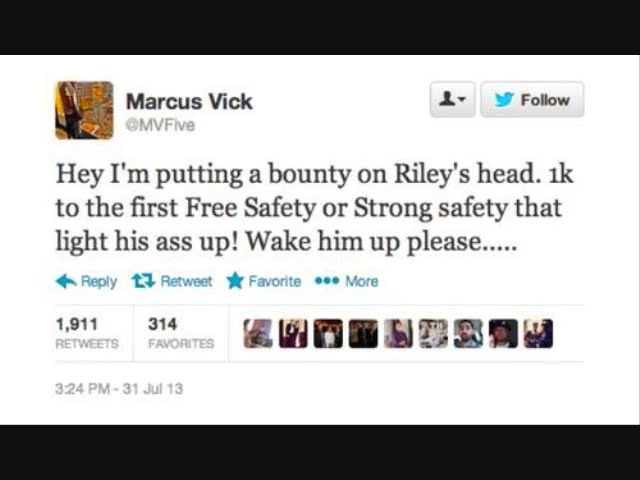 Marcus Vick
@MVFive
Follow
Hey I'm putting a bounty on Riley's head. 1k
to the first Free Safety or Strong safety that
light his ass up! Wake him up please.....
Reply Retweet Favorite More
1,911 314
RETWEETS FAVORITES
3:24 PM - 31 Jul 13